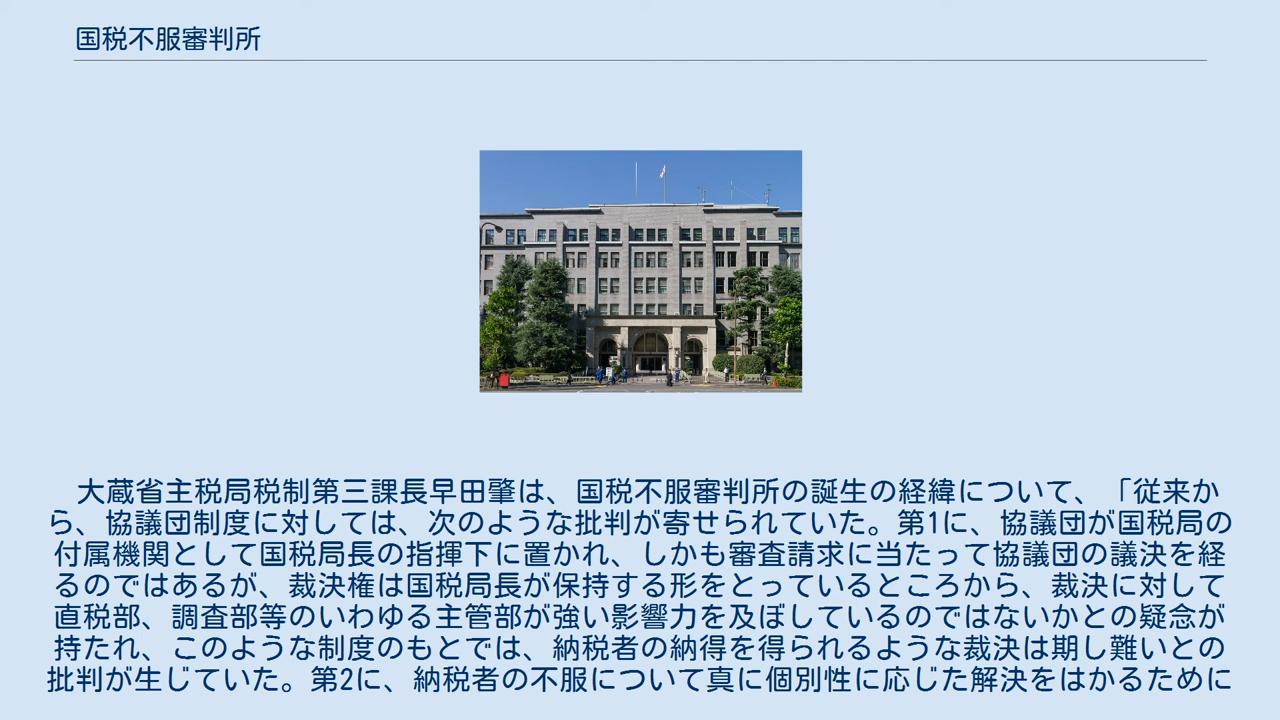 国税不服審判所
大蔵省主税局税制第三課長早田肇は、国税不服審判所の誕生の経緯について、「従来か
ら、協議団制度に対しては、次のような批判が寄せられていた。第1に、協議団が国税局の
付属機関として国税局長の指揮下に置かれ、しかも審査請求に当たって協議団の議決を経
るのではあるが、裁決権は国税局長が保持する形をとっているところから、裁決に対して
直税部、調査部等のいわゆる主管部が強い影響力を及ぼしているのではないかとの疑念が
持たれ、このような制度のもとでは、納税者の納得を得られるような裁決は期し難いとの
批判が生じていた。第2に、納税者の不服について真に個別性に応じた解決をはかるために